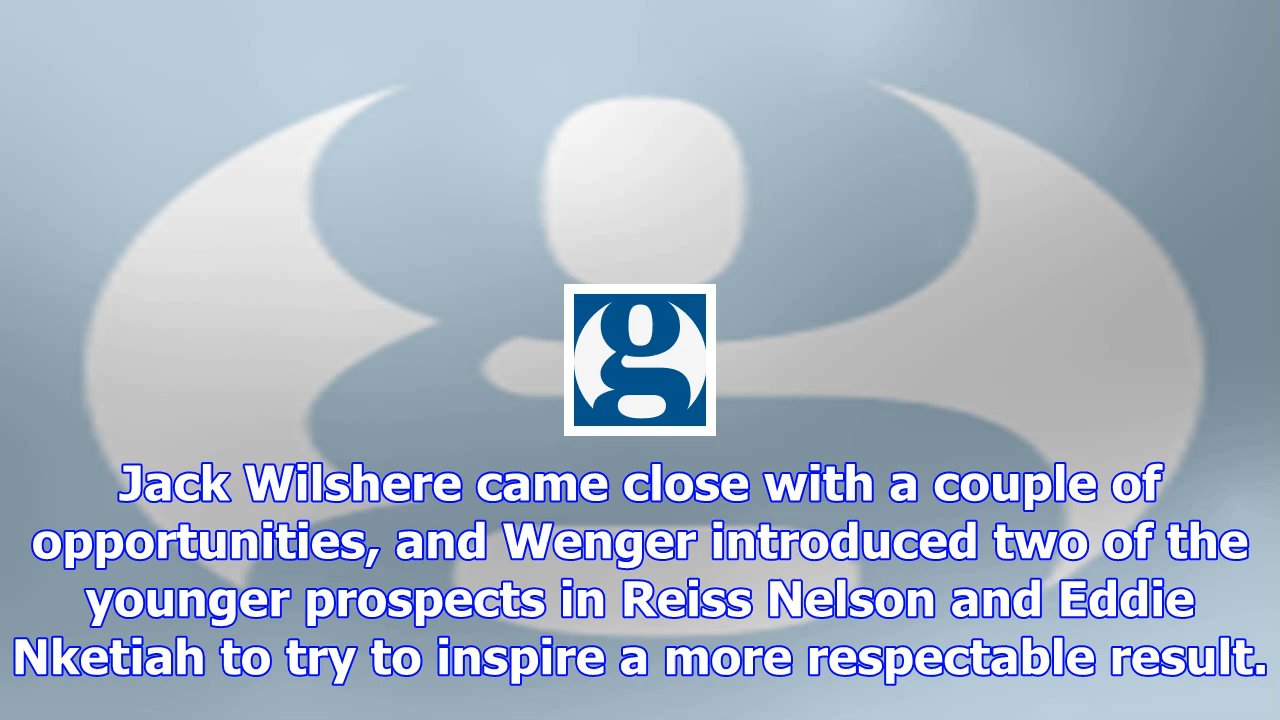 g
Jack Wilshere came close with a couple of
opportunities, and Wenger introduced two of the
younger prospects in Reiss Nelson and Eddie
Nketiah to try to inspire a more respectable result.